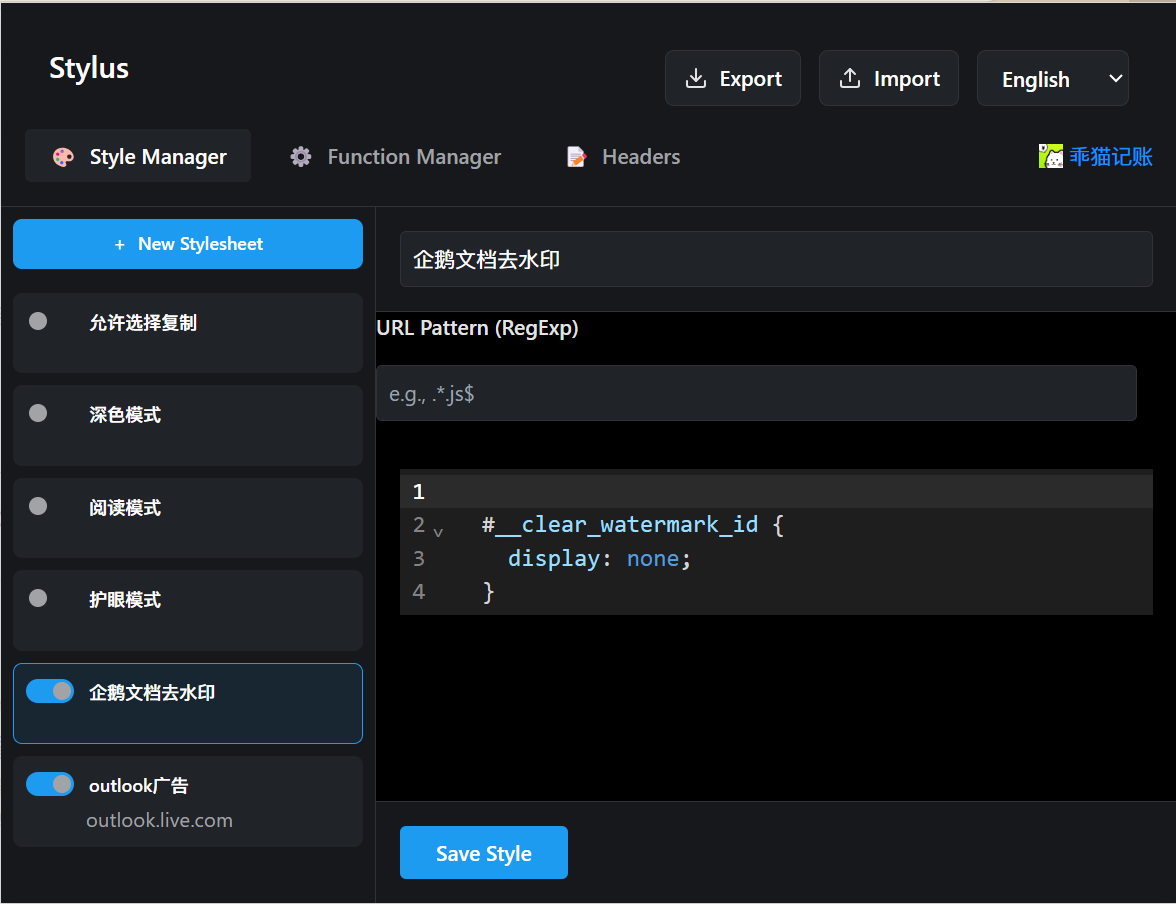 Stylus
Export
Import
English
Style Manager
Function Manager
Headers
乖猫记账
+ New Stylesheet
允许选择复制
深色模式
阅读模式
护眼模式
企鹅文档去水印
outlook广告
outlook.live.com
企鹅文档去水印
URL Pattern (RegExp)
e.g., .*.js$
1
2 #__clear_watermark_id {
3 display: none;
4 }
Save Style